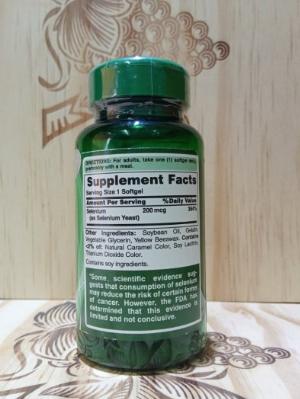 DIRECTIONS: For adults, take one (1) softgel daily,
preferably with a meal.
Supplement Facts
Serving Size 1 Softgel
Amount Per Serving %Daily Value
Selenium 200 mcg 364%
(as Selenium Yeast)
Other Ingredients: Soybean Oil, Gelatin,
Vegetable Glycerin, Yellow Beeswax. Contains
<2% of: Natural Caramel Color, Soy Lecithin,
Titanium Dioxide Color.
Contains soy ingredients.
*Some scientific evidence sug-
gests that consumption of selenium
may reduce the risk of certain forms
of cancer. However, the FDA has
determined that this evidence is
limited and not conclusive.